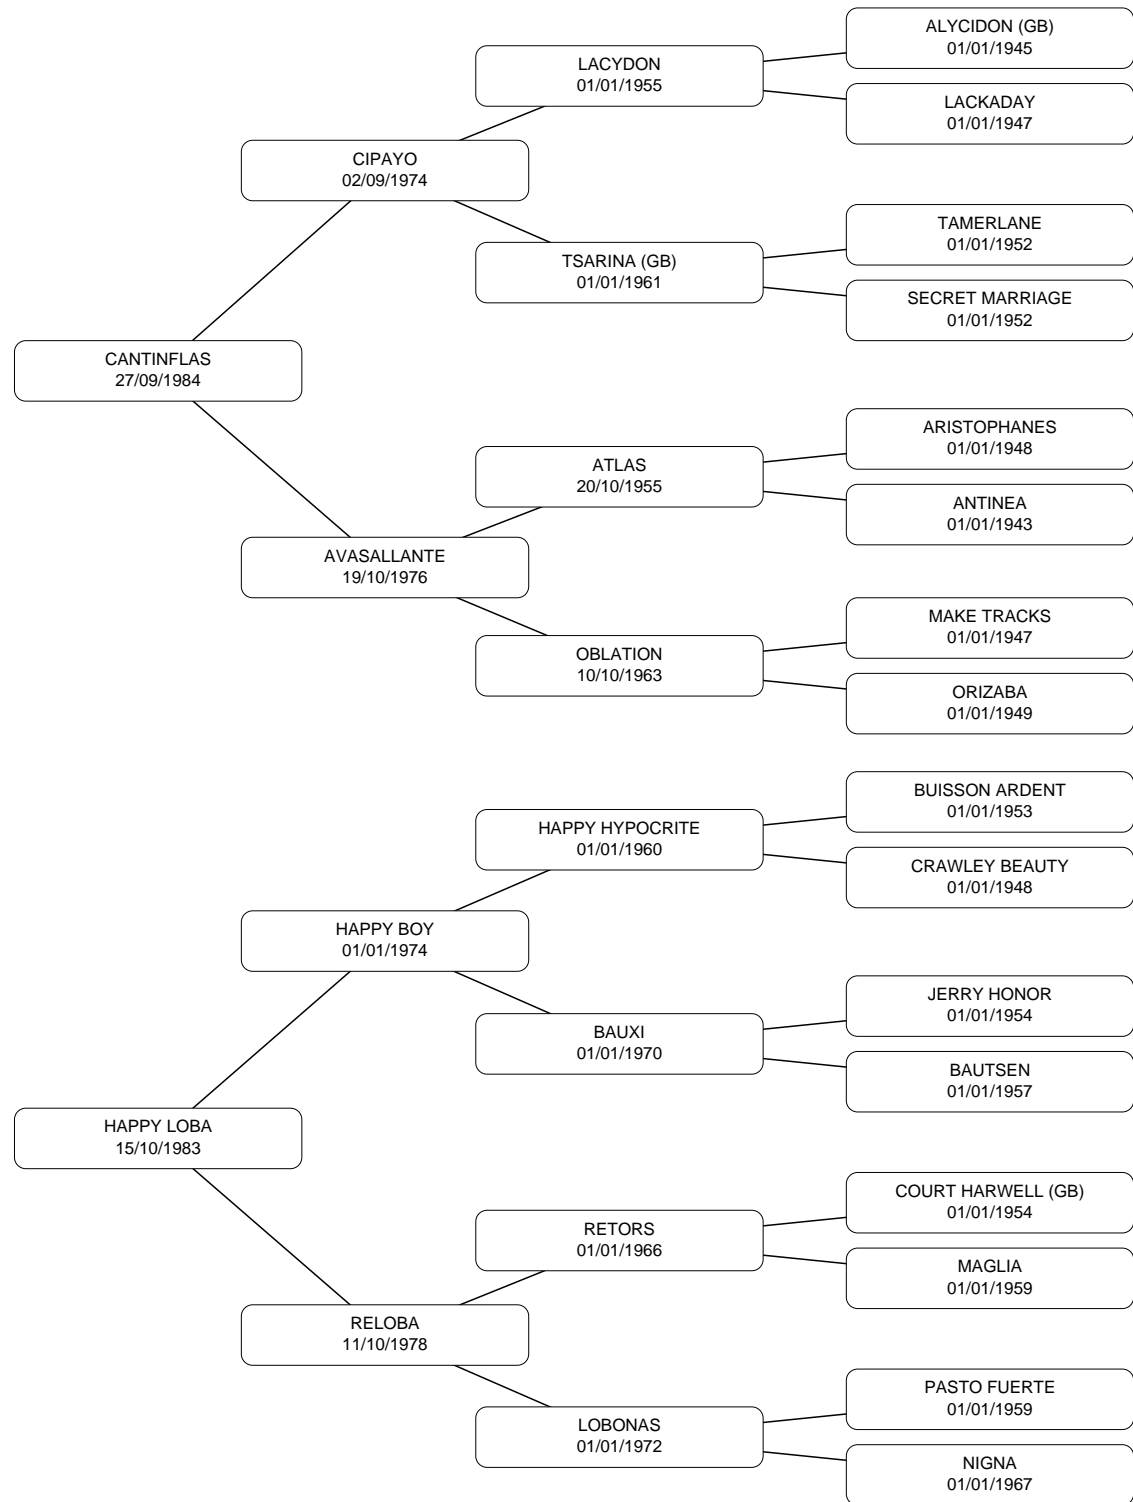 ALYCIDON (GB)
01/01/1945
LACYDON
01/01/1955
LACKADAY
01/01/1947
CIPAYO
02/09/1974
TAMERLANE
01/01/1952
TSARINA (GB)
01/01/1961
SECRET MARRIAGE
01/01/1952
CANTINFLAS
27/09/1984
ARISTOPHANES
01/01/1948
ATLAS
20/10/1955
ANTINEA
01/01/1943
AVASALLANTE
19/10/1976
MAKE TRACKS
01/01/1947
OBLATION
10/10/1963
ORIZABA
01/01/1949
BUISSON ARDENT
01/01/1953
HAPPY HYPOCRITE
01/01/1960
CRAWLEY BEAUTY
01/01/1948
HAPPY BOY
01/01/1974
JERRY HONOR
01/01/1954
BAUXI
01/01/1970
BAUTSEN
01/01/1957
HAPPY LOBA
15/10/1983
COURT HARWELL (GB)
01/01/1954
RETORS
01/01/1966
MAGLIA
01/01/1959
RELOBA
11/10/1978
PASTO FUERTE
01/01/1959
LOBONAS
01/01/1972
NIGNA
01/01/1967